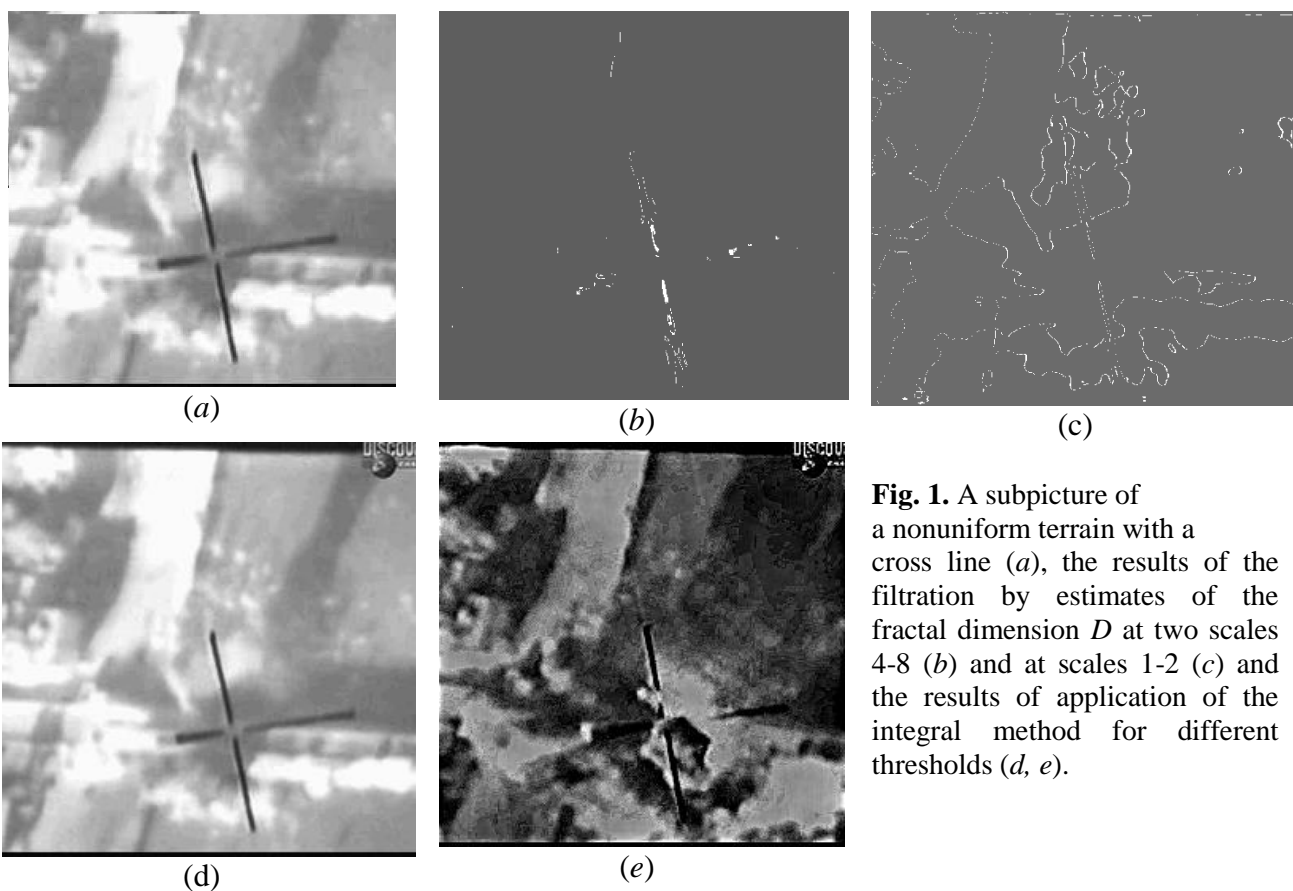 (a)
(b)
(c)
DISCOV
DISCOV
(d)
(e)
Fig. 1. A subpicture of
a nonuniform terrain with a
cross line (a), the results of the
filtration by estimates of the
fractal dimension D at two scales
4-8 (b) and at scales 1-2 (c) and
the results of application of the
integral method for different
thresholds (d, e).